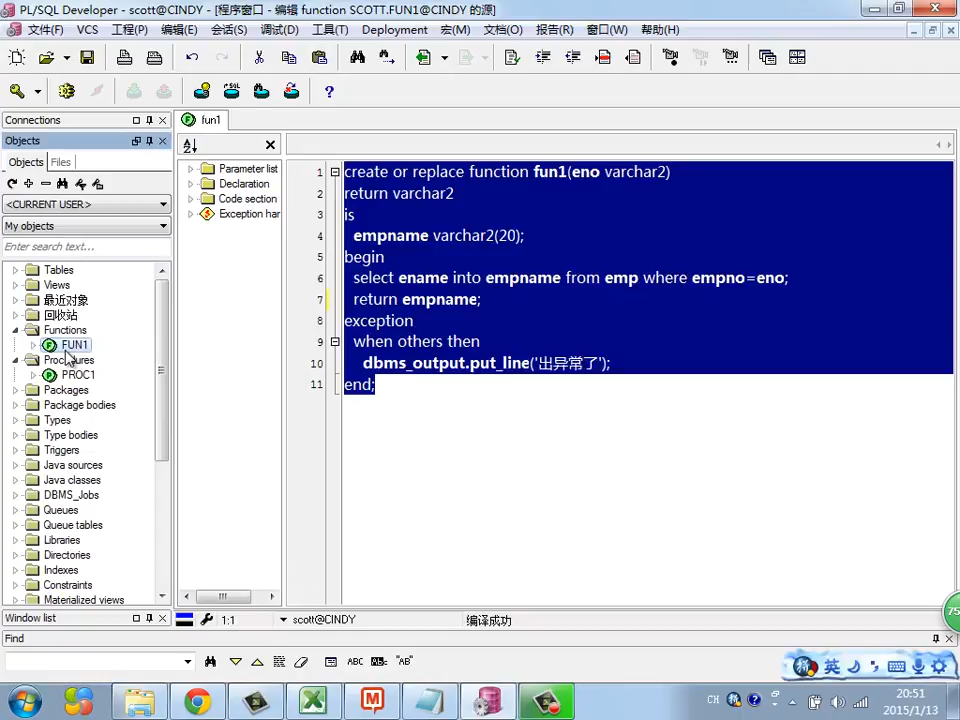 PL/SQL Developer - scott@CINDY - [程序窗口 - 编辑 function SCOTT.FUN1@CINDY 的源]
文件(F) VCS 工程(P) 编辑(E) 会话(S) 调试(D) 工具(T) Deployment 宏(M) 文档(O) 报告(R) 窗口(W) 帮助(H)
Connections
Objects
Objects Files
<CURRENT USER>
My objects
Enter search text...
Tables
Views
最近对象
回收站
Functions
FUN1
Procedures
PROC1
Packages
Package bodies
Types
Type bodies
Triggers
Java sources
Java classes
DBMS_Jobs
Queues
Queue tables
Libraries
Directories
Indexes
Constraints
Materialized views
Window list
fun1
Parameter list
Declaration
Code section
Exception har
1 create or replace function fun1(eno varchar2)
2 return varchar2
3 is
4 empname varchar2(20);
5 begin
6 select ename into empname from emp where empno=eno;
7 return empname;
8 exception
9 when others then
10 dbms_output.put_line('出异常了');
11 end;
1:1 scott@CINDY 编译成功
Find
ABC "AB"
英
75
CH 20:51
2015/1/13